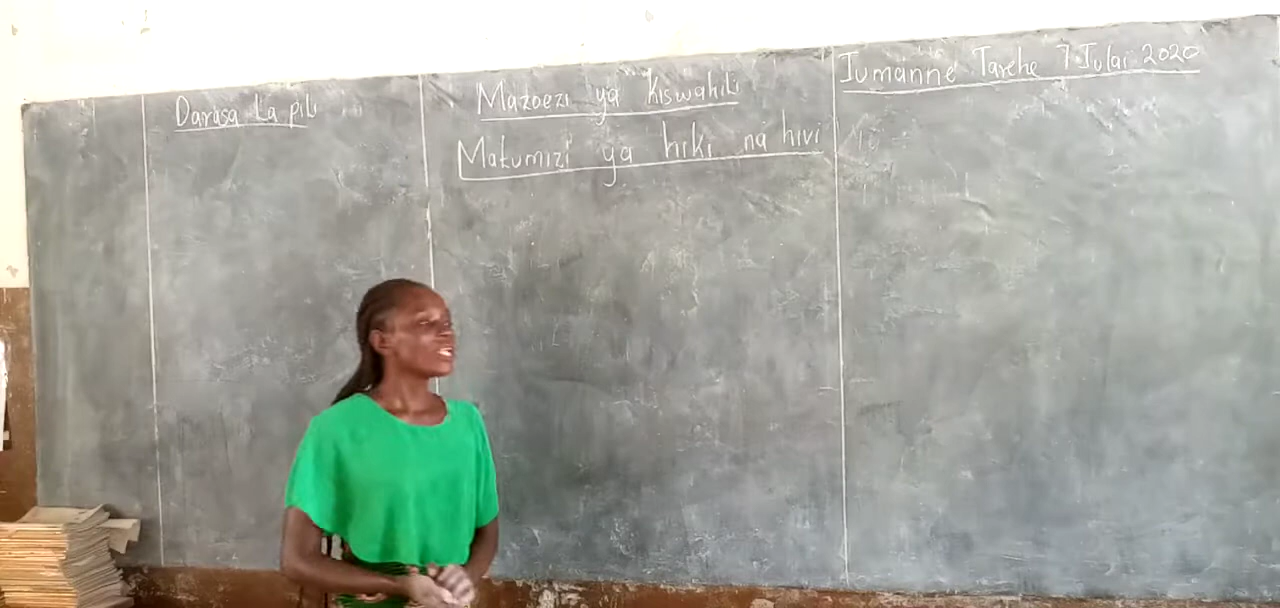 Darasa La pili
Mazoezi ya Kiswahili
Matumizi ya hiki na hivi
Jumanne Tarehe 7 Julai 2020